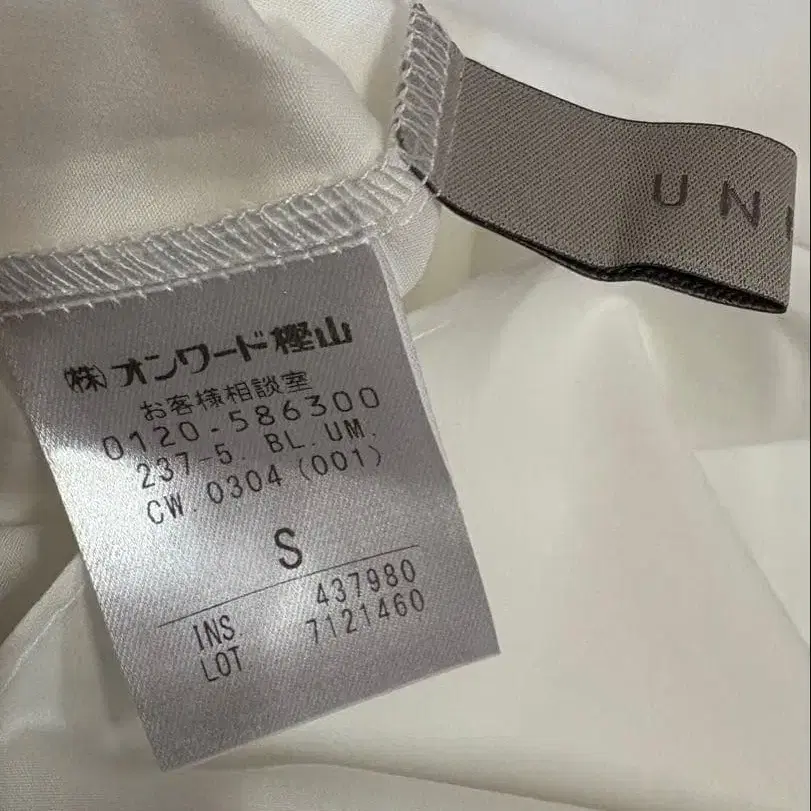 ㈱オンワード樫山
お客様相談室
0120-586300
237-5. BL.UM.
CW. 0304 (001)
S
INS. 437980
LOT 7121460
UN